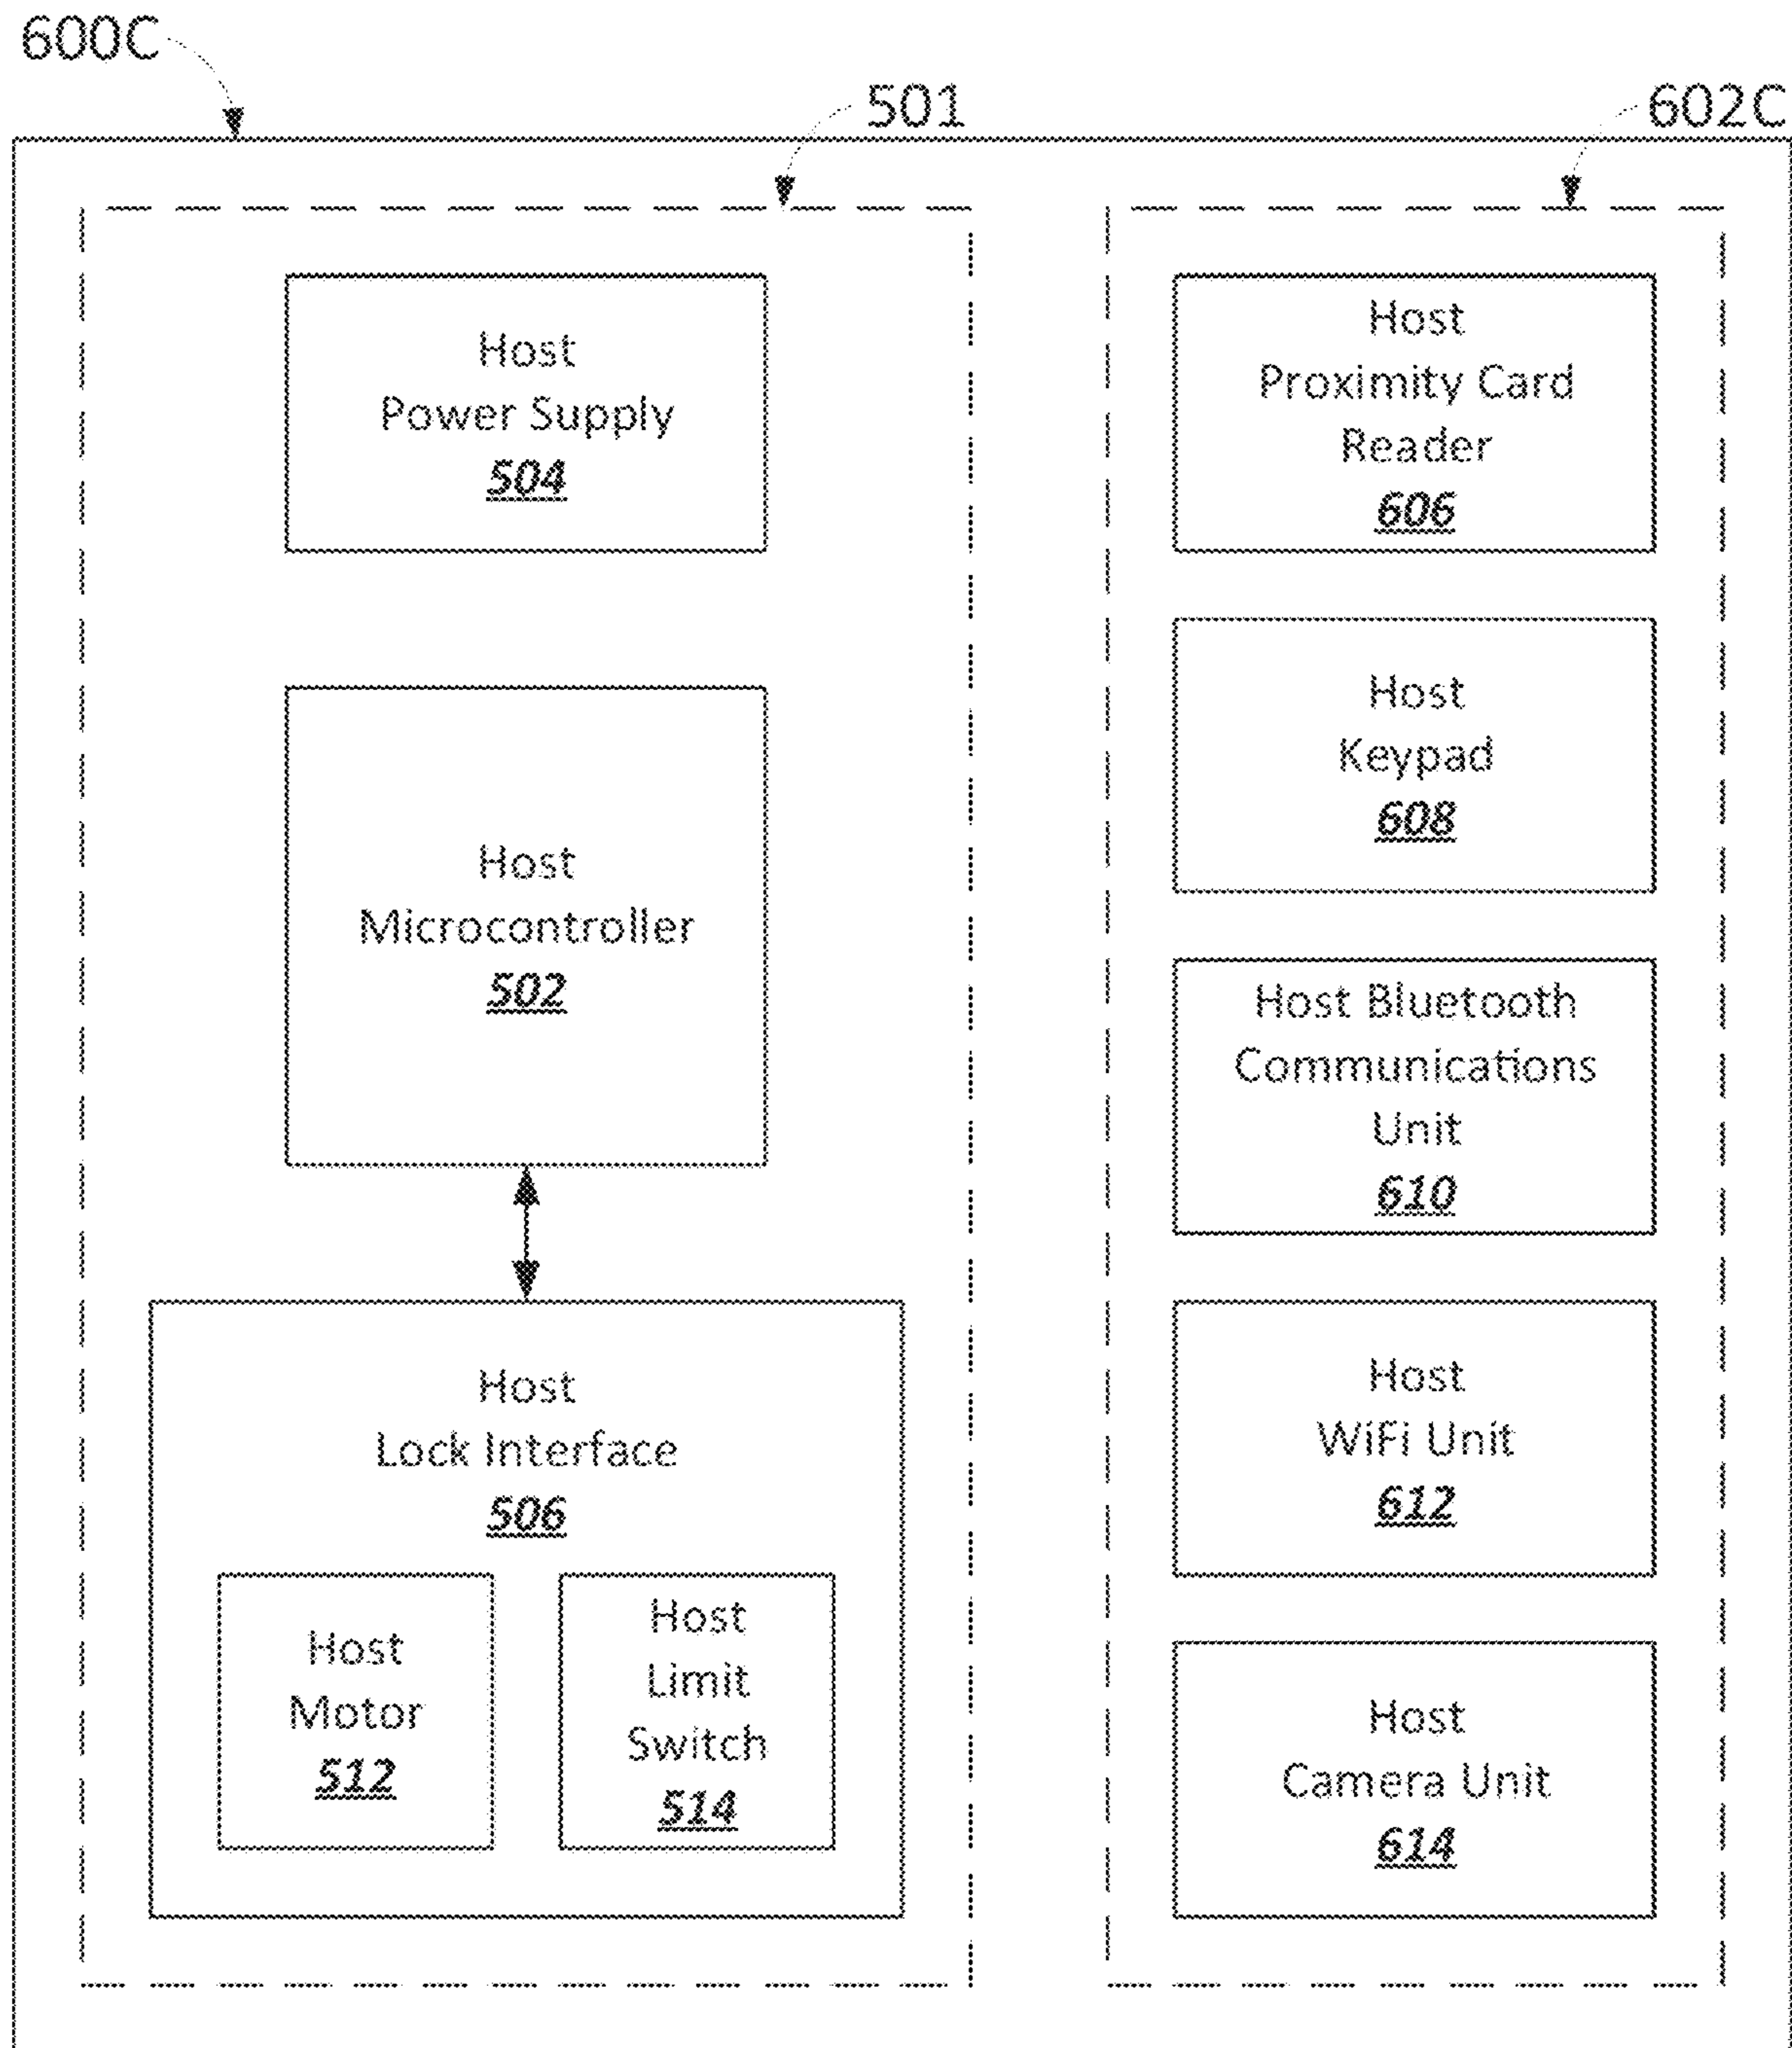 600C
501
602C
Host
Power Supply
504
Host
Microcontroller
502
Host
Lock Interface
506
Host
Motor
512
Host
Limit
Switch
514
Host
Proximity Card
Reader
606
Host
Keypad
608
Host Bluetooth
Communications
Unit
610
Host
WiFi Unit
612
Host
Camera Unit
614